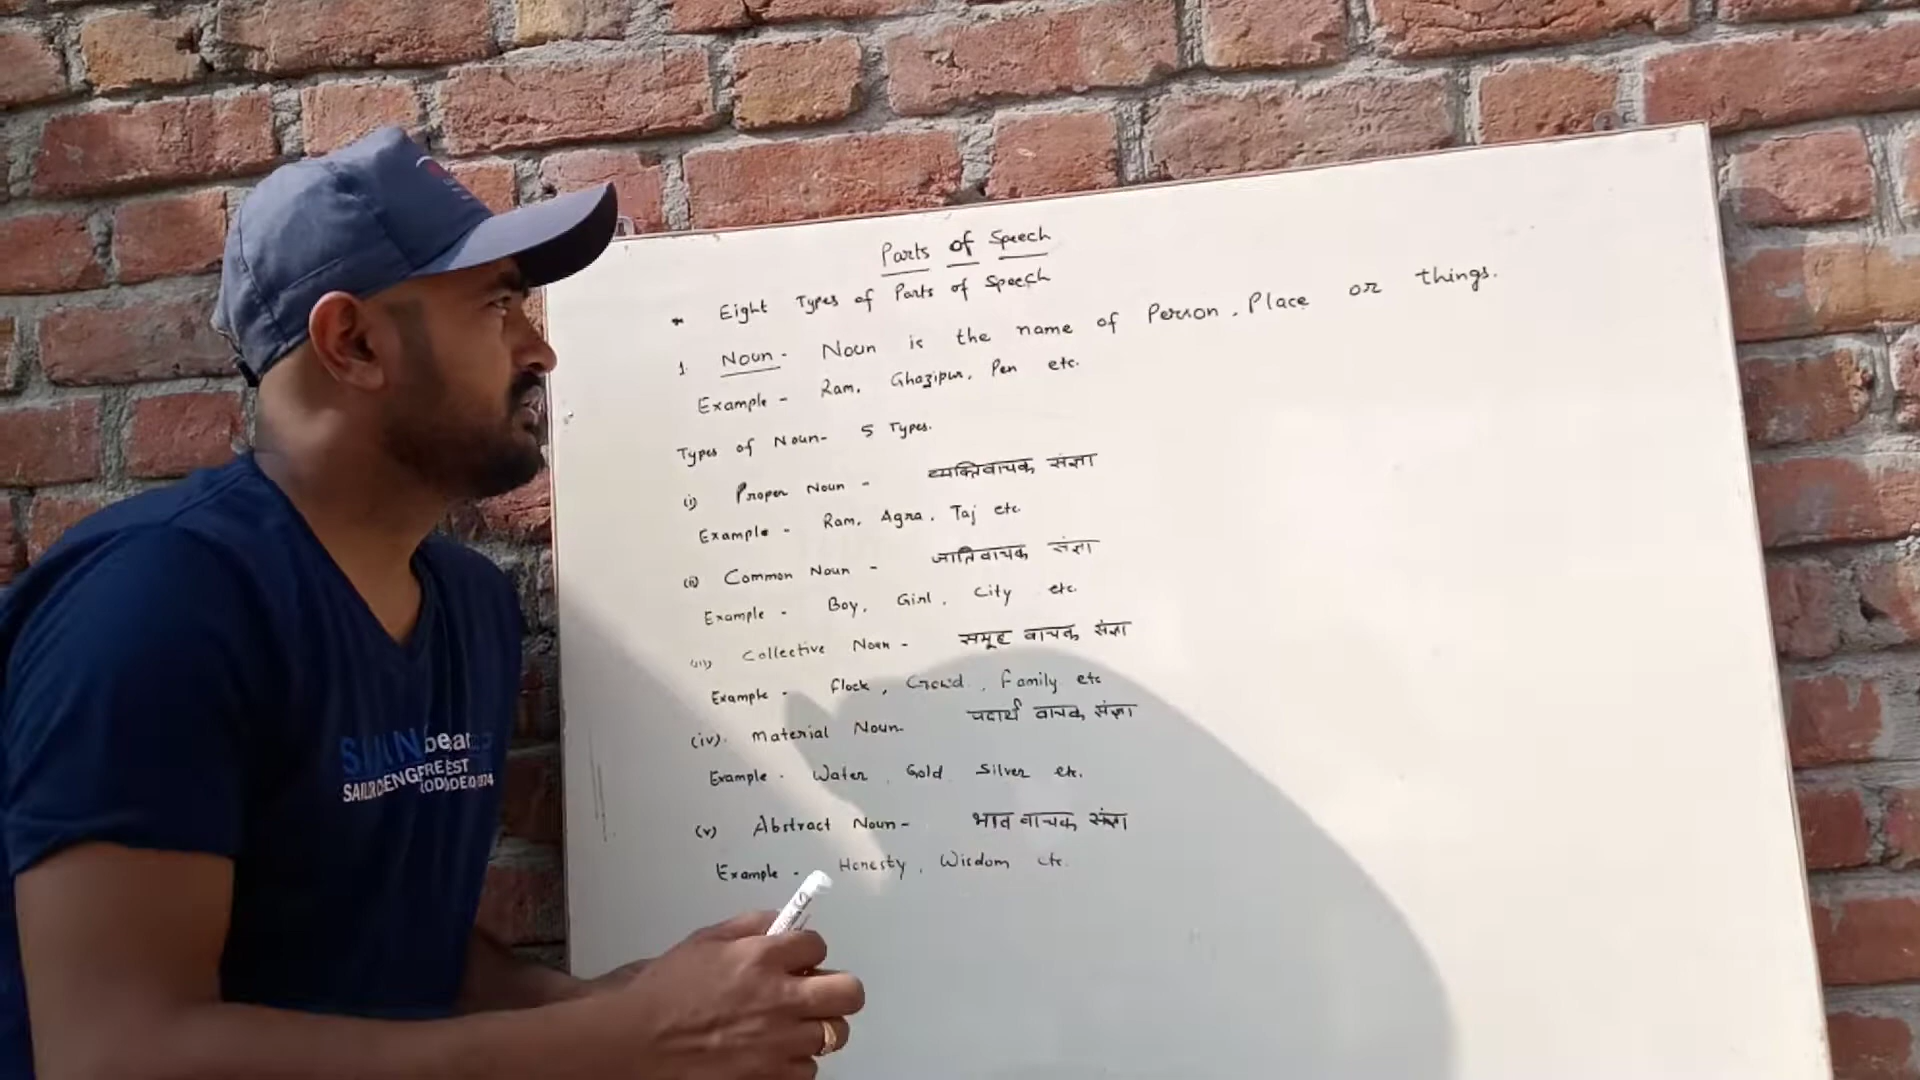 Parts of Speech
* Eight Types of Parts of Speech
1. Noun - Noun is the name of Person, Place or things.
Example - Ram, Ghazipur, Pen etc.
Types of Noun - 5 Types.
(i) Proper Noun - व्यक्तिवाचक संज्ञा
Example - Ram, Agra, Taj etc.
(ii) Common Noun - जातिवाचक संज्ञा
Example - Boy, Girl, City etc.
(iii) Collective Noun - समूह वाचक संज्ञा
Example - Flock, Crowd, Family etc
(iv). Material Noun. पदार्थ वाचक संज्ञा
Example - Water, Gold Silver etc.
(v) Abstract Noun - भाव वाचक संज्ञा
Example - Honesty, Wisdom etc.